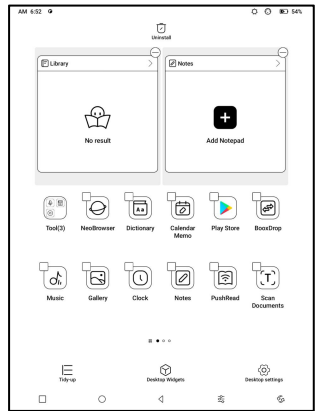 AM 6:52 54%
Uninstall
Library Notes
No result Add Notepad
Aa
Tool(3) NeoBrowser Dictionary Calendar Memo Play Store BooxDrop
Music Gallery Clock Notes PushRead Scan Documents
T
Tidy-up Desktop Widgets Desktop settings